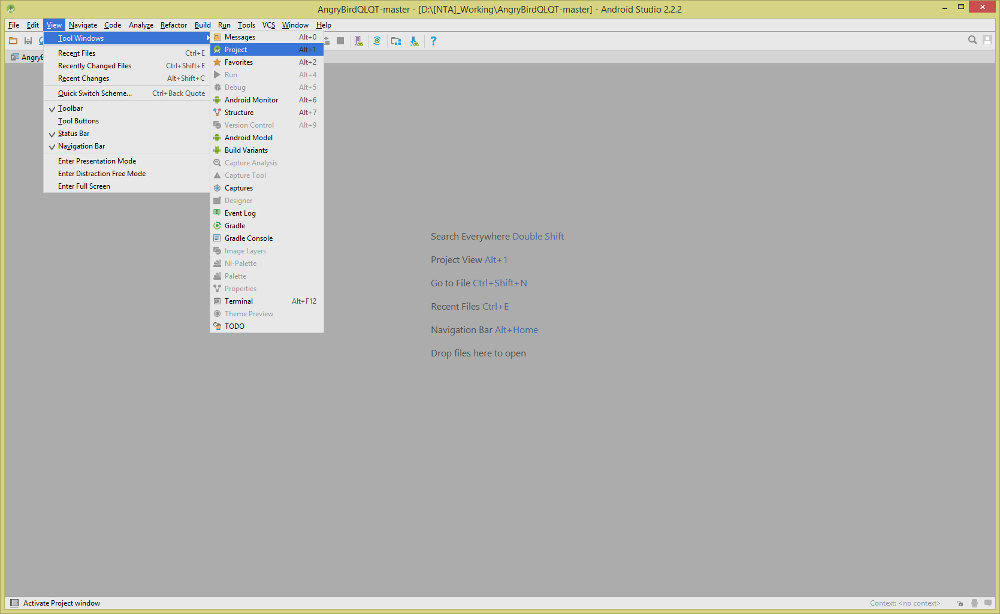 AngryBirdQLQT-master - [D:\[NTA]_Working\AngryBirdQLQT-master] - Android Studio 2.2.2
File Edit View Navigate Code Analyze Refactor Build Run Tools VCS Window Help
Tool Windows
Recent Files Ctrl+E
Recently Changed Files Ctrl+Shift+E
Recent Changes Alt+Shift+C
Quick Switch Scheme... Ctrl+Back Quote
Toolbar
Tool Buttons
Status Bar
Navigation Bar
Enter Presentation Mode
Enter Distraction Free Mode
Enter Full Screen
Messages Alt+0
Project Alt+1
Favorites Alt+2
Run Alt+4
Debug Alt+5
Android Monitor Alt+6
Structure Alt+7
Version Control Alt+9
Android Model
Build Variants
Capture Analysis
Capture Tool
Captures
Designer
Event Log
Gradle
Gradle Console
Image Layers
NI-Palette
Palette
Properties
Terminal Alt+F12
Theme Preview
TODO
Search Everywhere Double Shift
Project View Alt+1
Go to File Ctrl+Shift+N
Recent Files Ctrl+E
Navigation Bar Alt+Home
Drop files here to open
Activate Project window
Context: <no context>